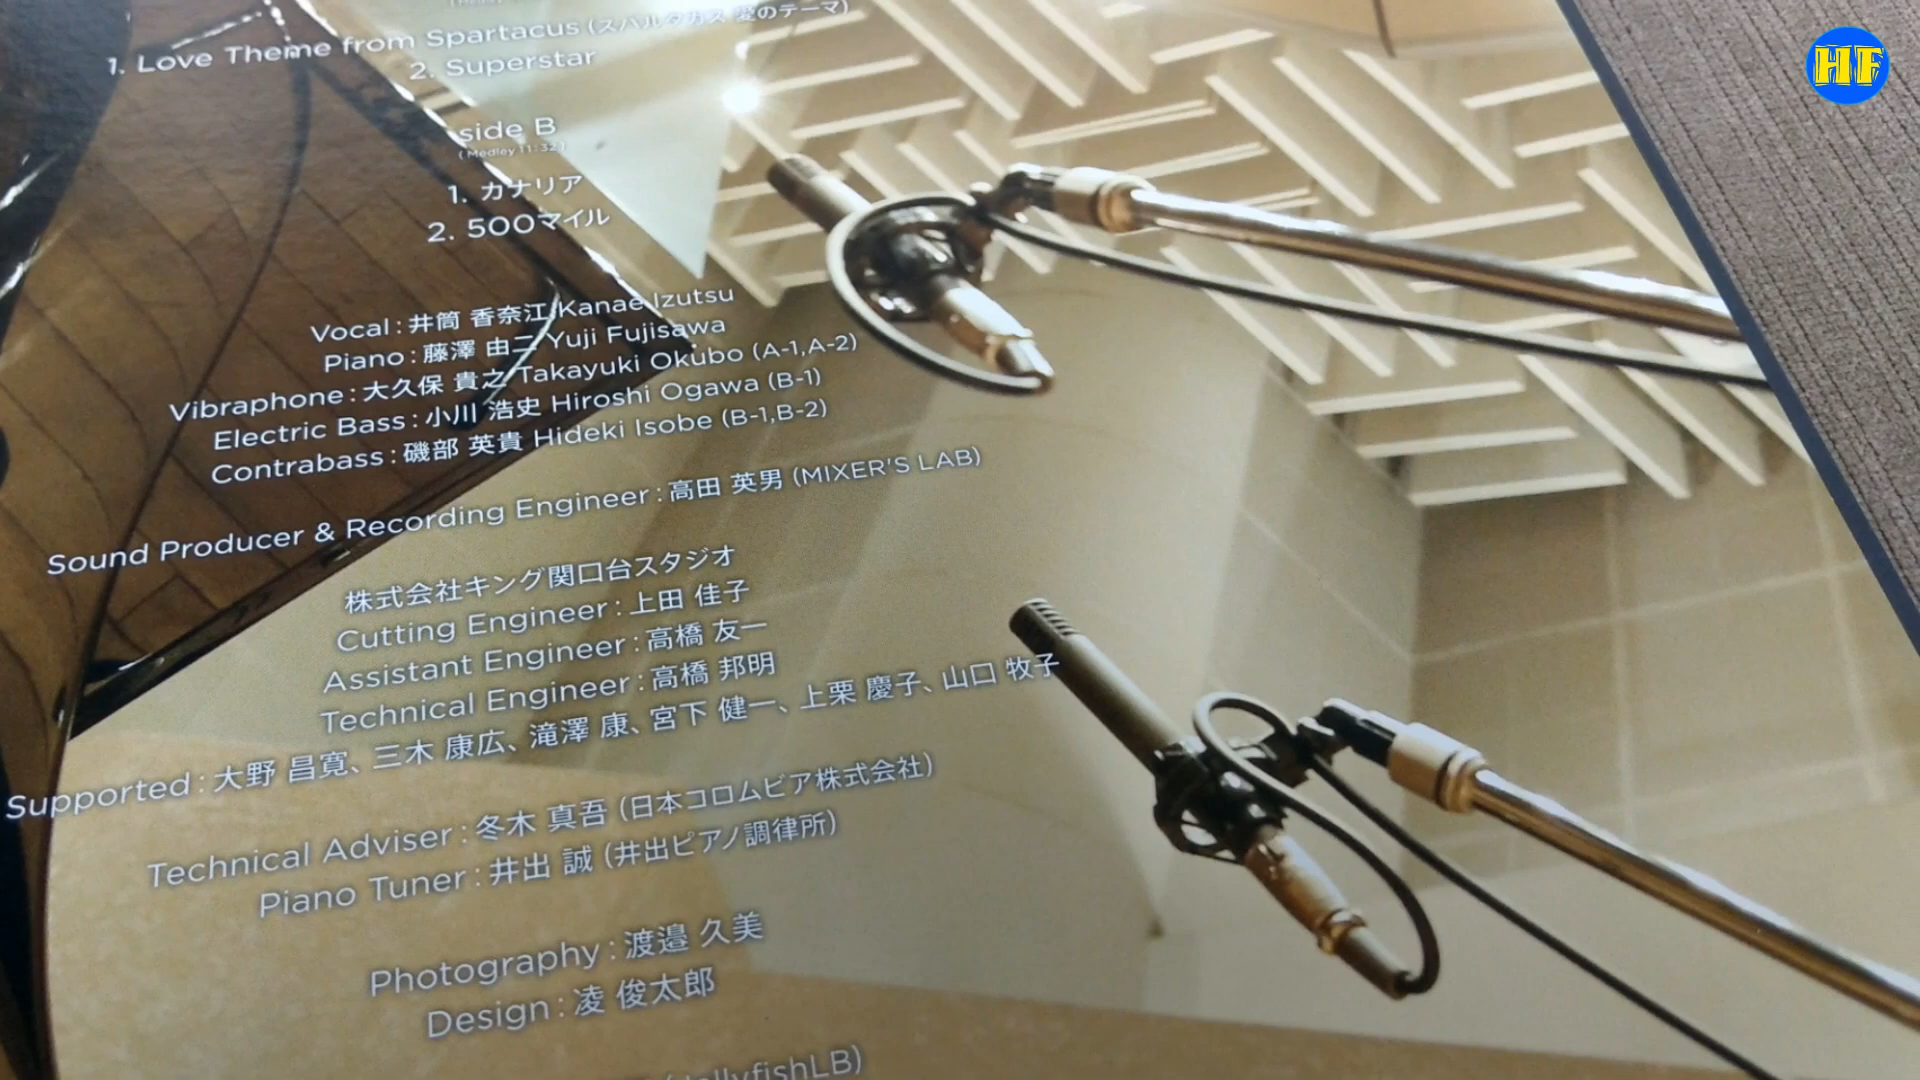 1. Love Theme from Spartacus (スパルタカス 愛のテーマ)
2. Superstar
side B
(Medley 11:32)
1. カナリア
2. 500マイル
Vocal : 井筒 香奈江 Kanae Izutsu
Piano : 藤澤 由二 Yuji Fujisawa
Vibraphone : 大久保 貴之 Takayuki Okubo (A-1,A-2)
Electric Bass : 小川 浩史 Hiroshi Ogawa (B-1)
Contrabass : 磯部 英貴 Hideki Isobe (B-1,B-2)
Sound Producer & Recording Engineer : 高田 英男 (MIXER'S LAB)
株式会社キング関口台スタジオ
Cutting Engineer : 上田 佳子
Assistant Engineer : 高橋 友一
Technical Engineer : 高橋 邦明
Supported : 大野 昌寛、三木 康広、滝澤 康、宮下 健一、上栗 慶子、山口 牧子
Technical Adviser : 冬木 真吾 (日本コロムビア株式会社)
Piano Tuner : 井出 誠 (井出ピアノ調律所)
Photography : 渡邉 久美
Design : 凌 俊太郎
HF